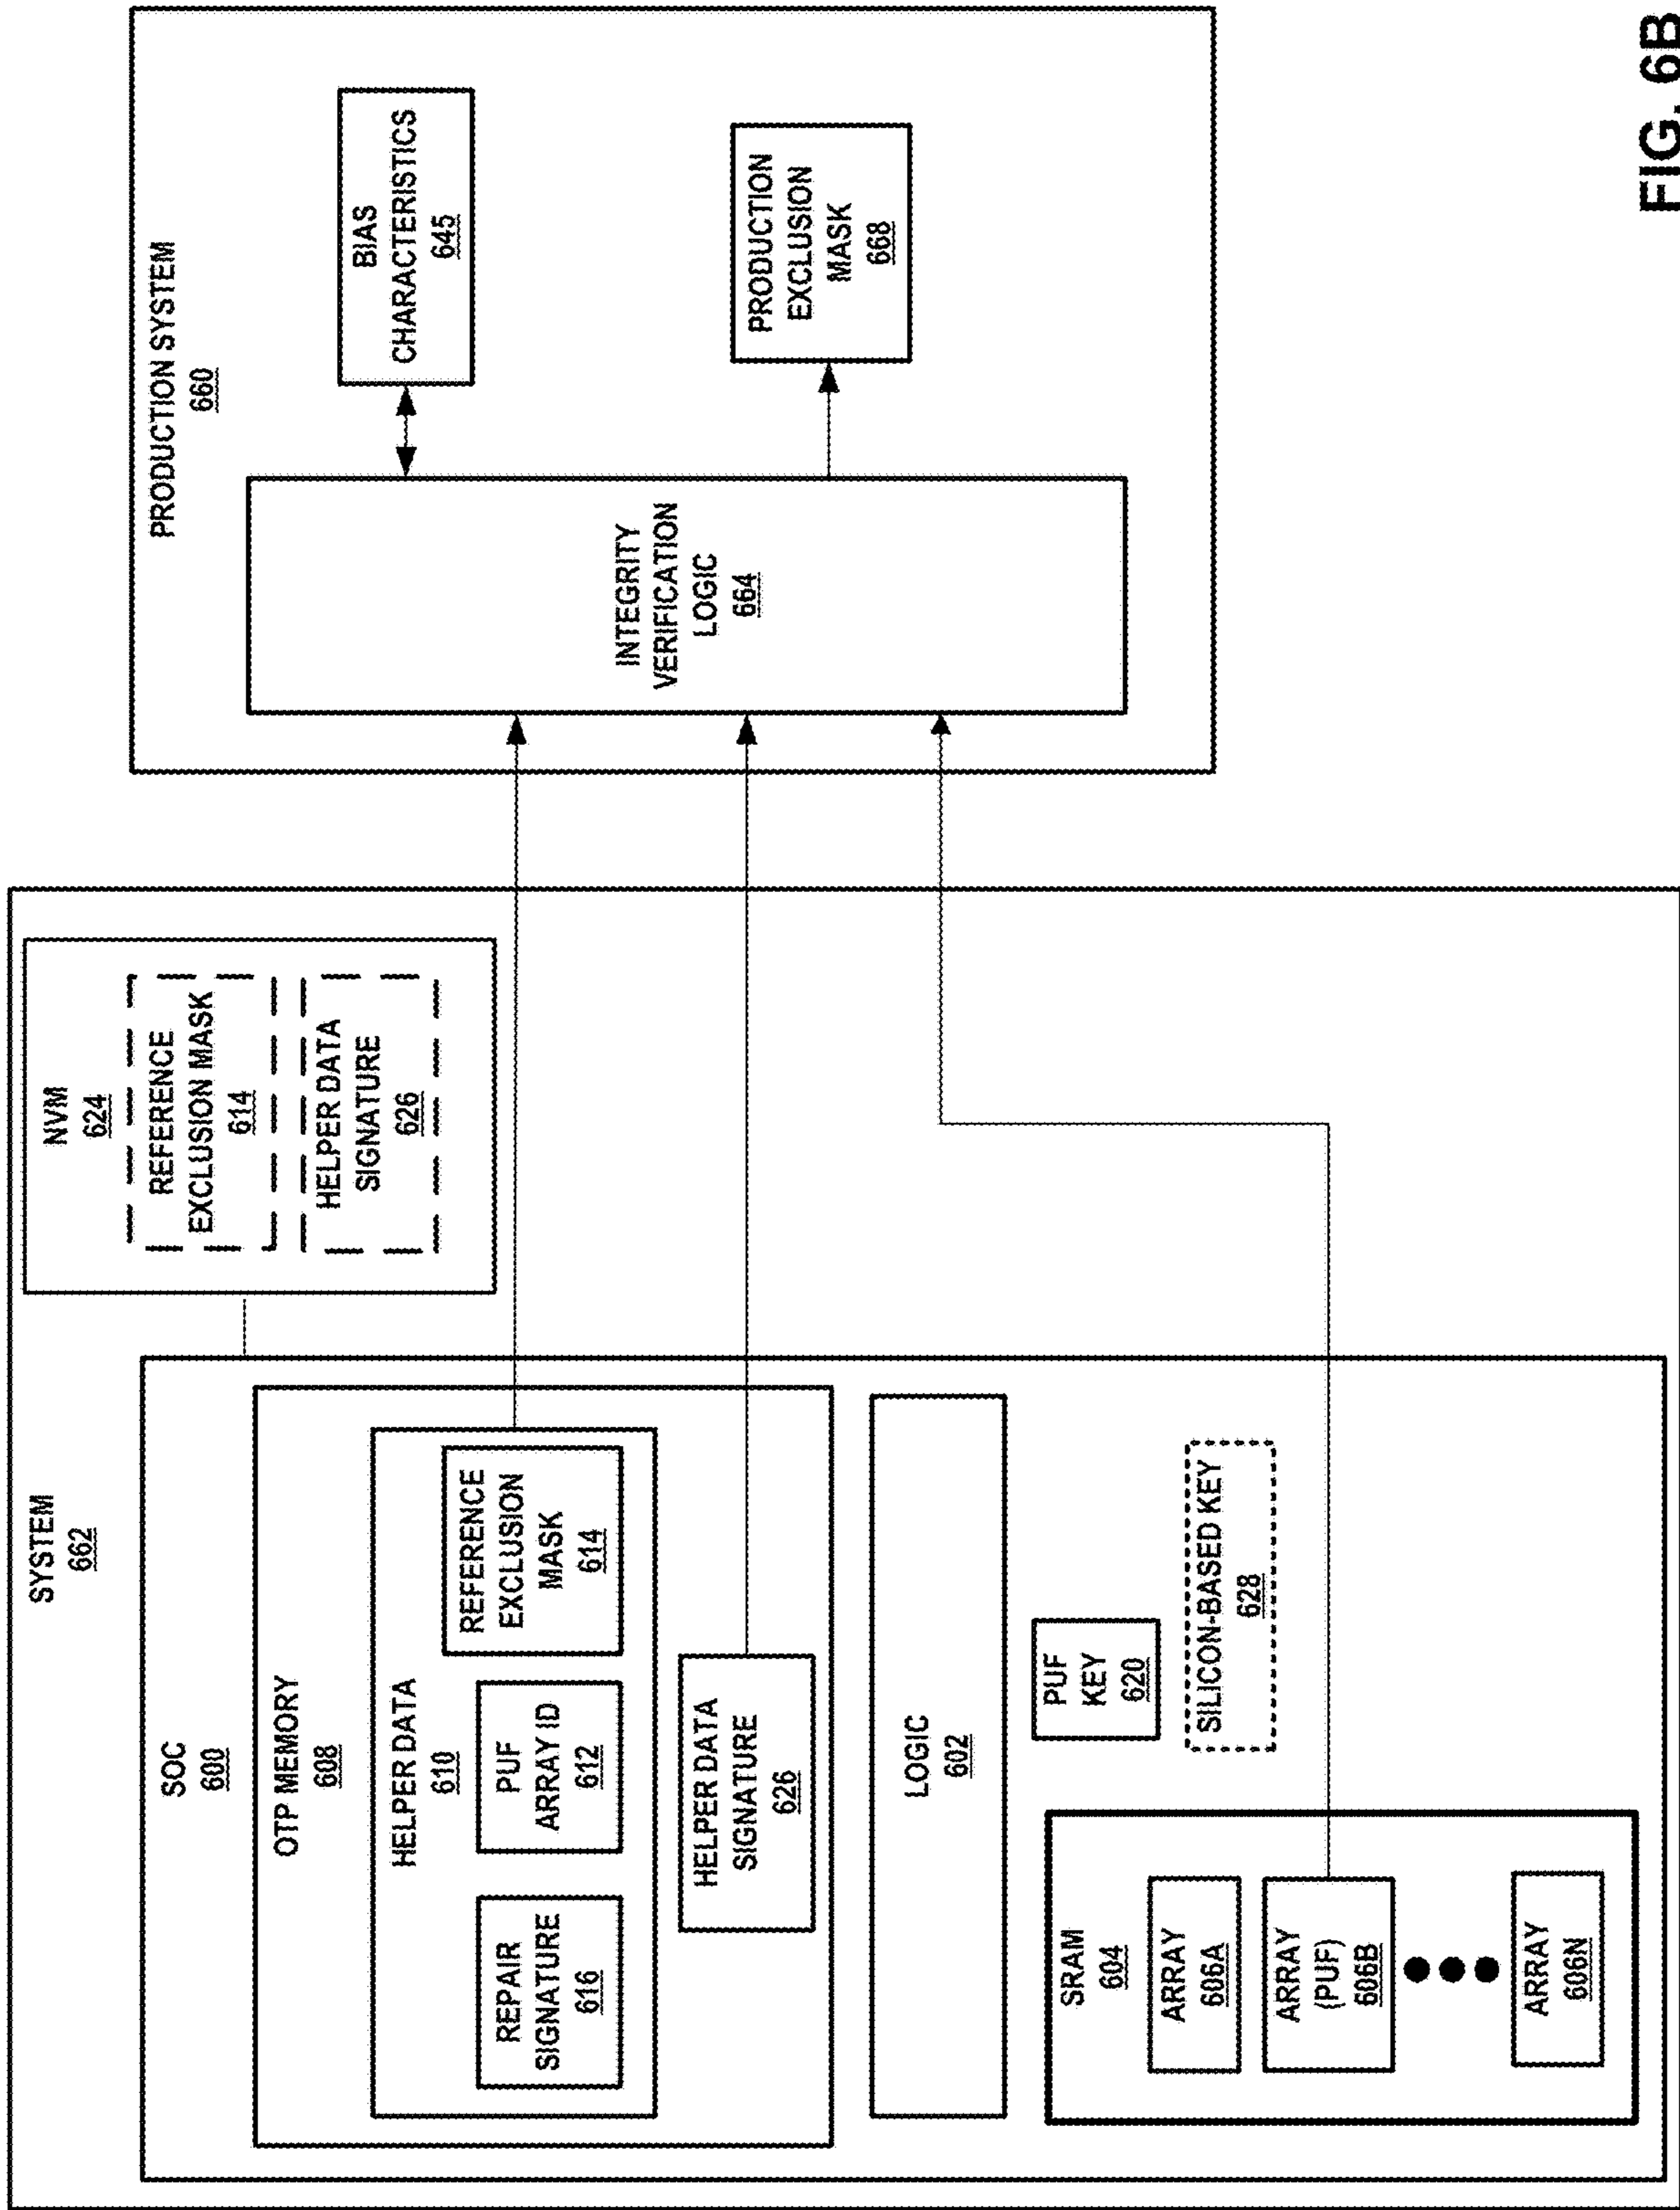 SYSTEM
662
SOC
600
OTP MEMORY
608
HELPER DATA
610
REPAIR
SIGNATURE
616
PUF
ARRAY ID
612
REFERENCE
EXCLUSION
MASK
614
HELPER DATA
SIGNATURE
626
LOGIC
602
SRAM
604
ARRAY
606A
ARRAY
(PUF)
606B
ARRAY
606N
PUF
KEY
620
SILICON-BASED KEY
628
NVM
624
REFERENCE
EXCLUSION MASK
614
HELPER DATA
SIGNATURE
626
PRODUCTION SYSTEM
660
INTEGRITY
VERIFICATION
LOGIC
664
BIAS
CHARACTERISTICS
645
PRODUCTION
EXCLUSION
MASK
668
FIG. 6B